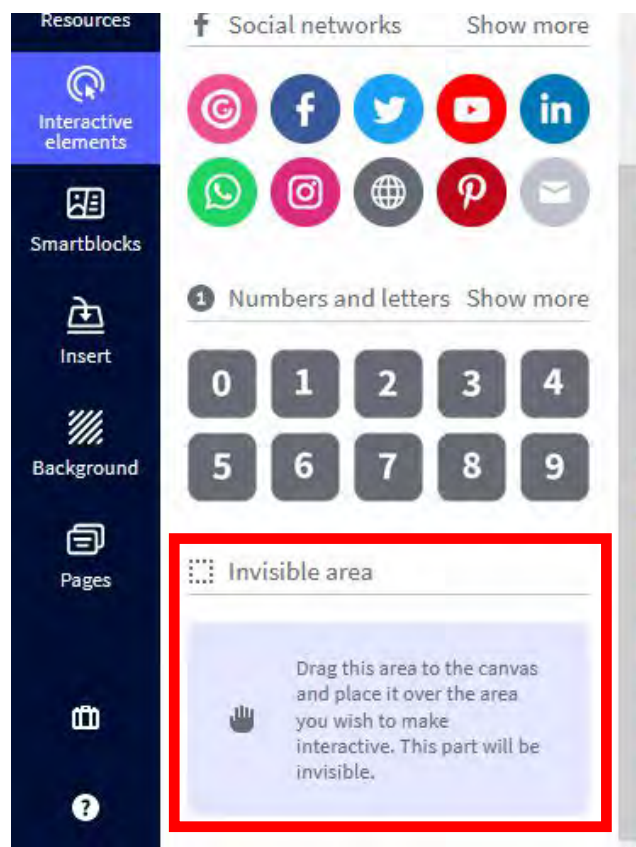 Resources
Interactive
elements
Smartblocks
Insert
Background
Pages
?
f Social networks Show more
f in
1 Numbers and letters Show more
0 1 2 3 4
5 6 7 8 9
Invisible area
Drag this area to the canvas
and place it over the area
you wish to make
interactive. This part will be
invisible.